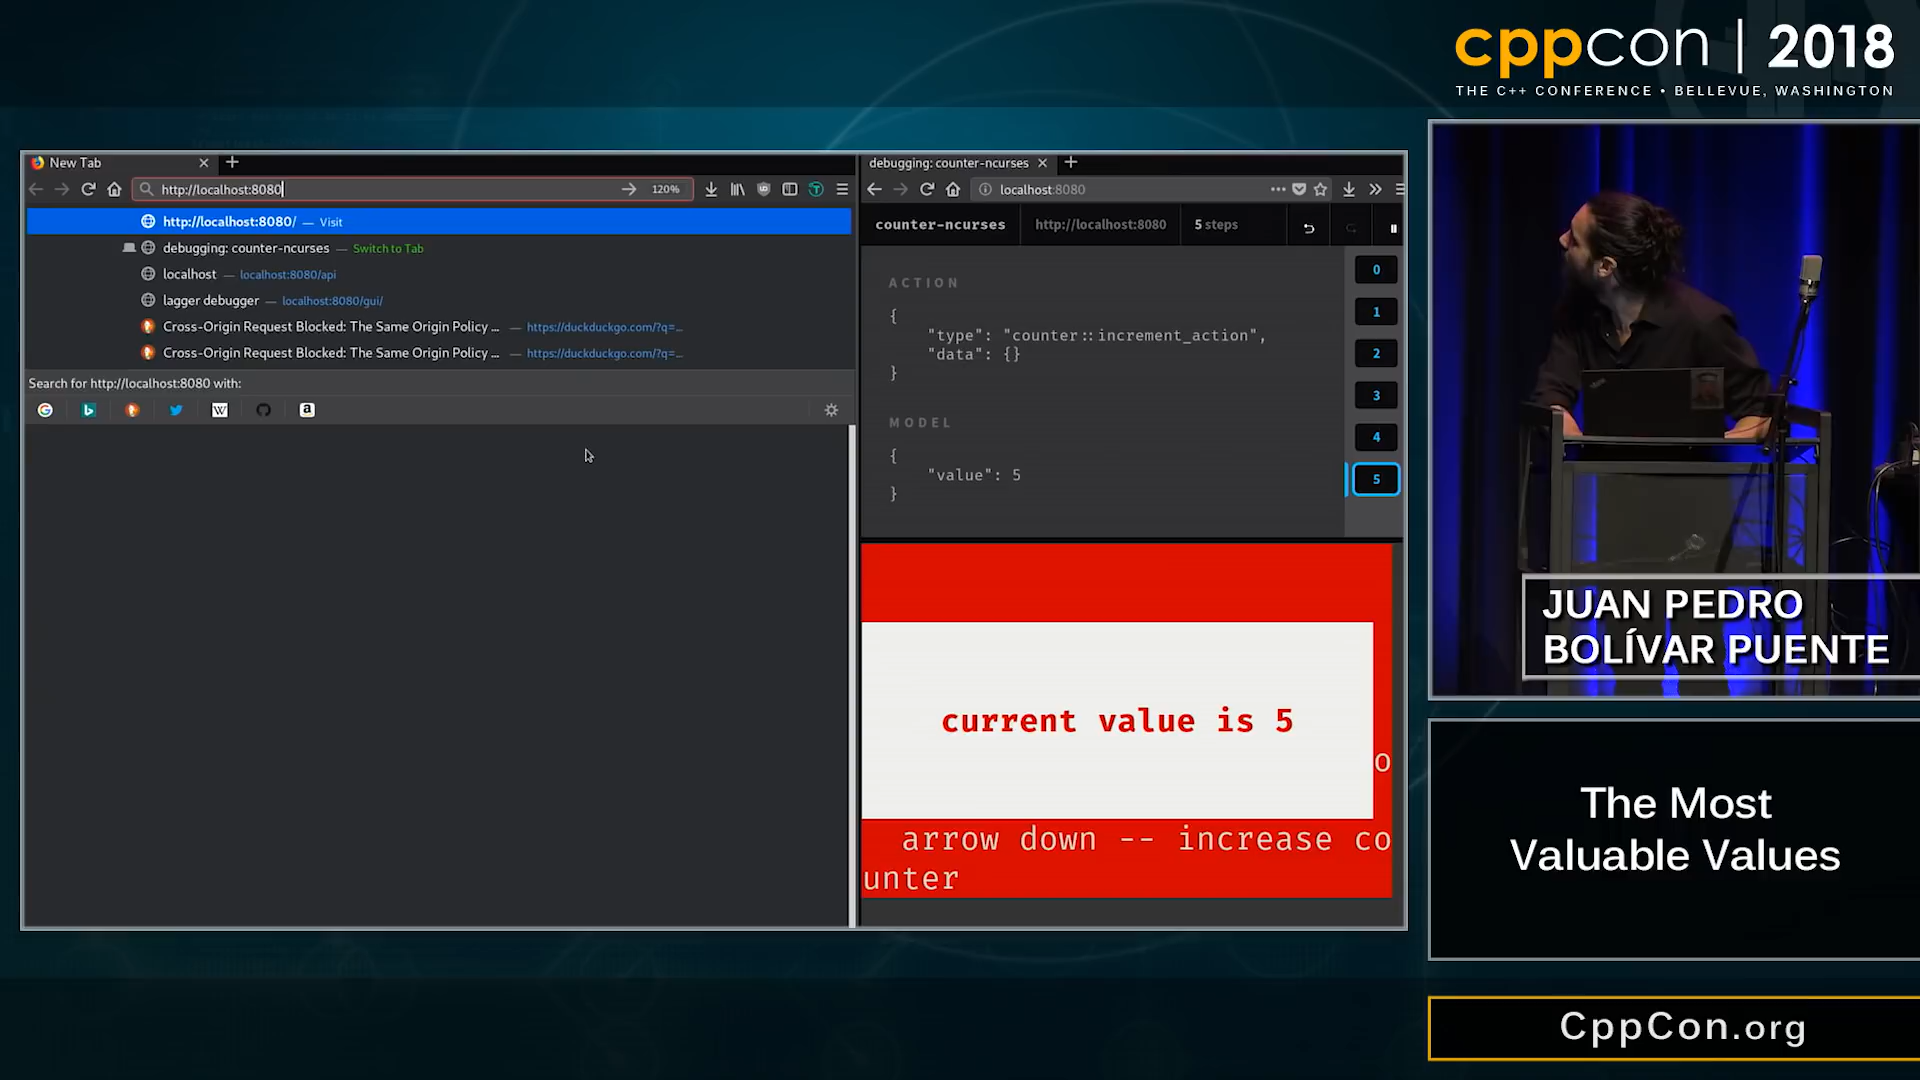 cppcon | 2018
THE C++ CONFERENCE • BELLEVUE, WASHINGTON
New Tab
http://localhost:8080
120%
http://localhost:8080/ — Visit
debugging: counter-ncurses — Switch to Tab
localhost — localhost:8080/api
lagger debugger — localhost:8080/gui/
Cross-Origin Request Blocked: The Same Origin Policy ... — https://duckduckgo.com/?q=...
Cross-Origin Request Blocked: The Same Origin Policy ... — https://duckduckgo.com/?q=...
Search for http://localhost:8080 with:
debugging: counter-ncurses
localhost:8080
counter-ncurses
http://localhost:8080
5 steps
ACTION
{
"type": "counter::increment_action",
"data": {}
}
MODEL
{
"value": 5
}
0
1
2
3
4
5
current value is 5
o
arrow down -- increase co
unter
JUAN PEDRO
BOLÍVAR PUENTE
The Most
Valuable Values
CppCon.org